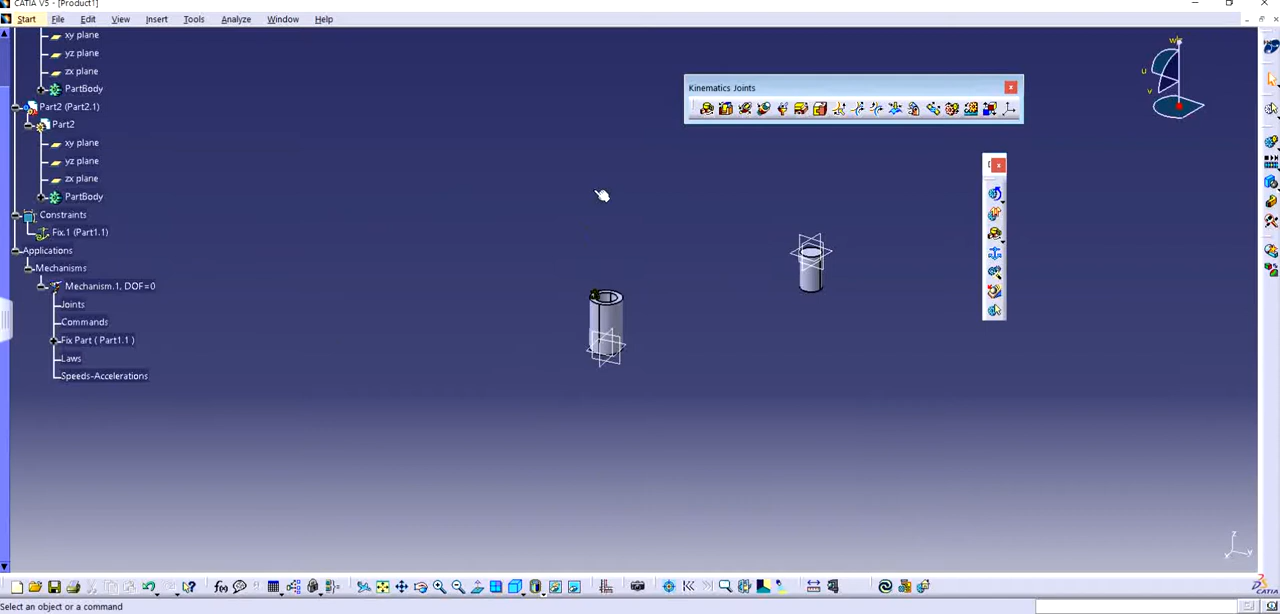 CATIA V5 - [Product1]
Start File Edit View Insert Tools Analyze Window Help
xy plane
yz plane
zx plane
PartBody
Part2 (Part2.1)
Part2
xy plane
yz plane
zx plane
PartBody
Constraints
Fix.1 (Part1.1)
Applications
Mechanisms
Mechanism.1, DOF=0
Joints
Commands
Fix Part ( Part1.1 )
Laws
Speeds-Accelerations
Kinematics Joints
u
v
z
y
f(x)
CATIA
Select an object or a command